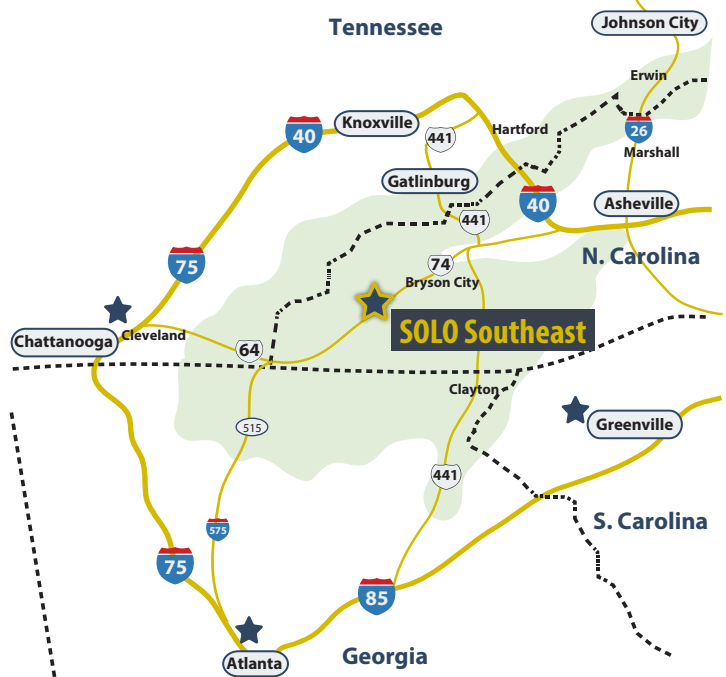 Johnson City
Tennessee
Erwin
40
Knoxville
441
Hartford
26
Marshall
Gatlinburg
40
Asheville
441
75
74
N. Carolina
Bryson City
SOLO Southeast
Cleveland
Chattanooga
64
Clayton
515
Greenville
441
575
S. Carolina
75
85
Atlanta
Georgia